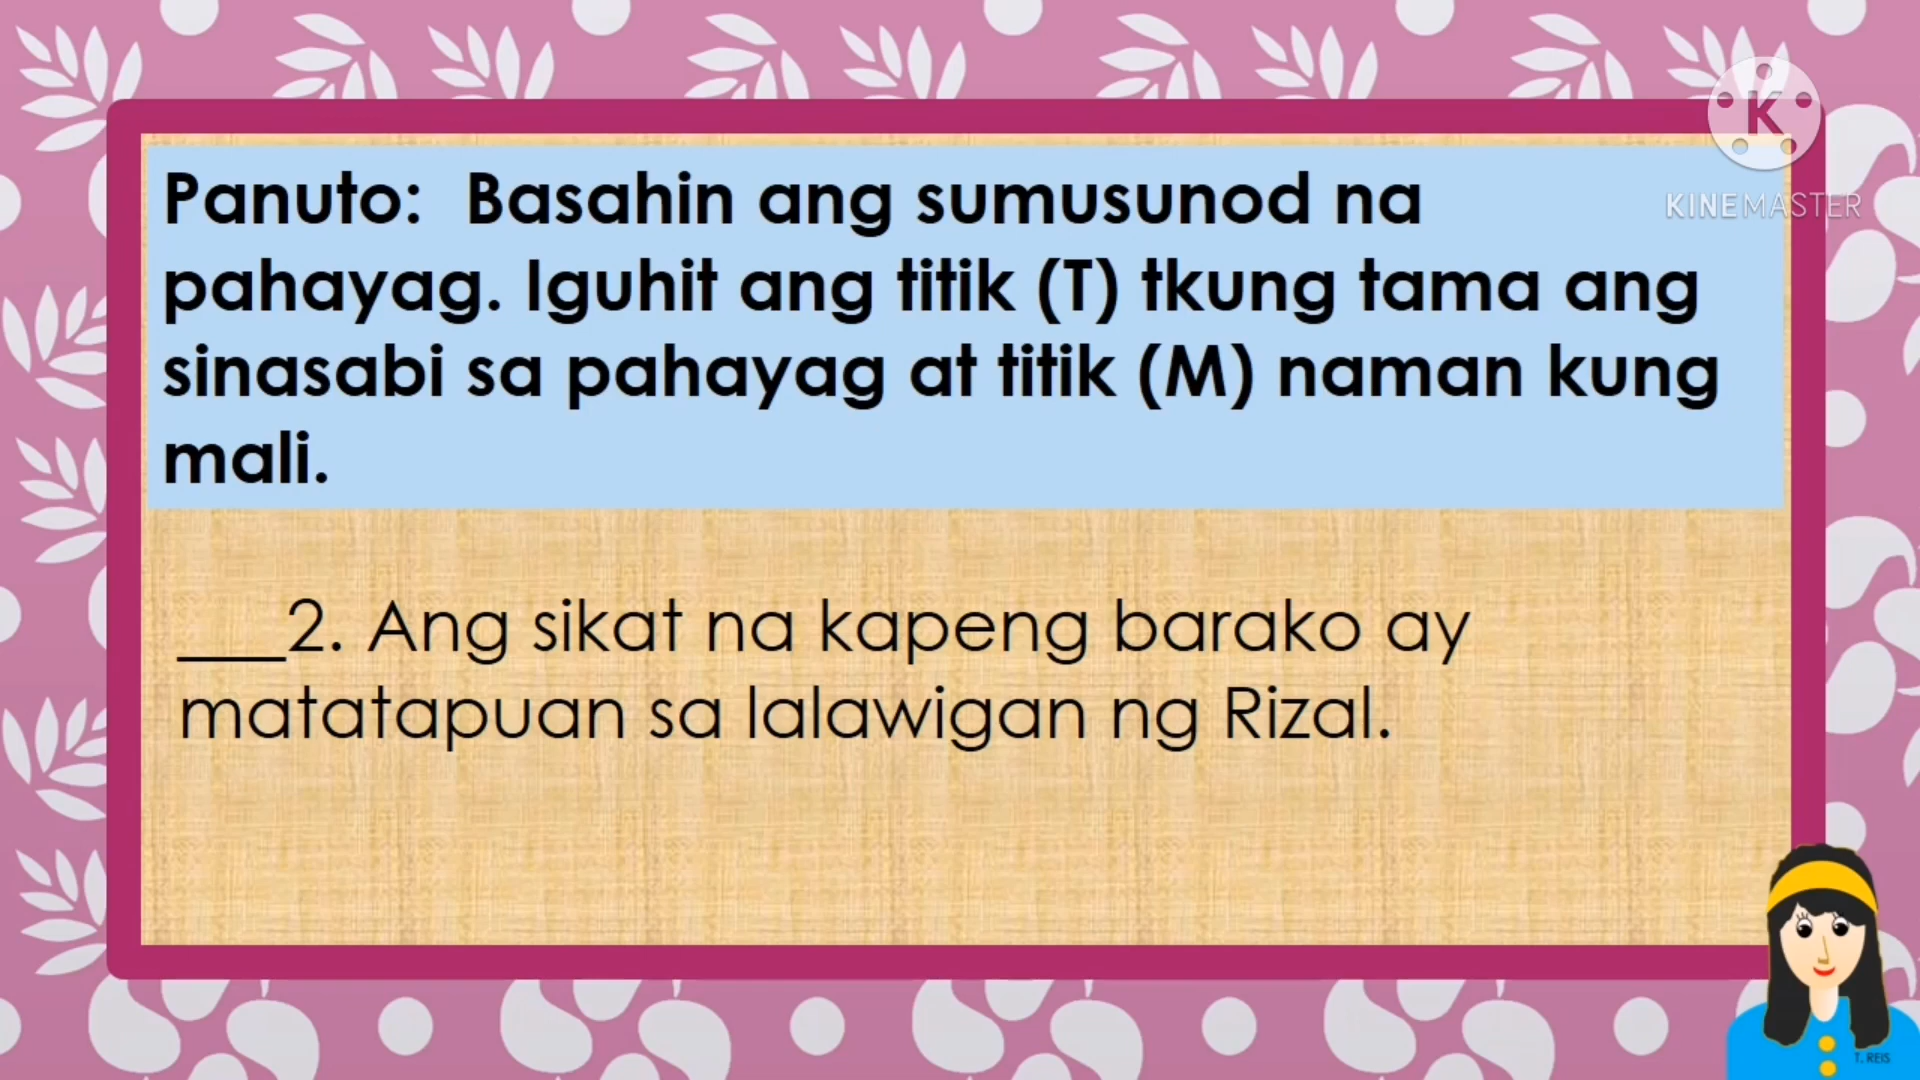 Panuto:  Basahin ang sumusunod na
pahayag. Iguhit ang titik (T) tkung tama ang
sinasabi sa pahayag at titik (M) naman kung
mali.
___2. Ang sikat na kapeng barako ay
matatapuan sa lalawigan ng Rizal.
K
KINEMASTER
T. REIS